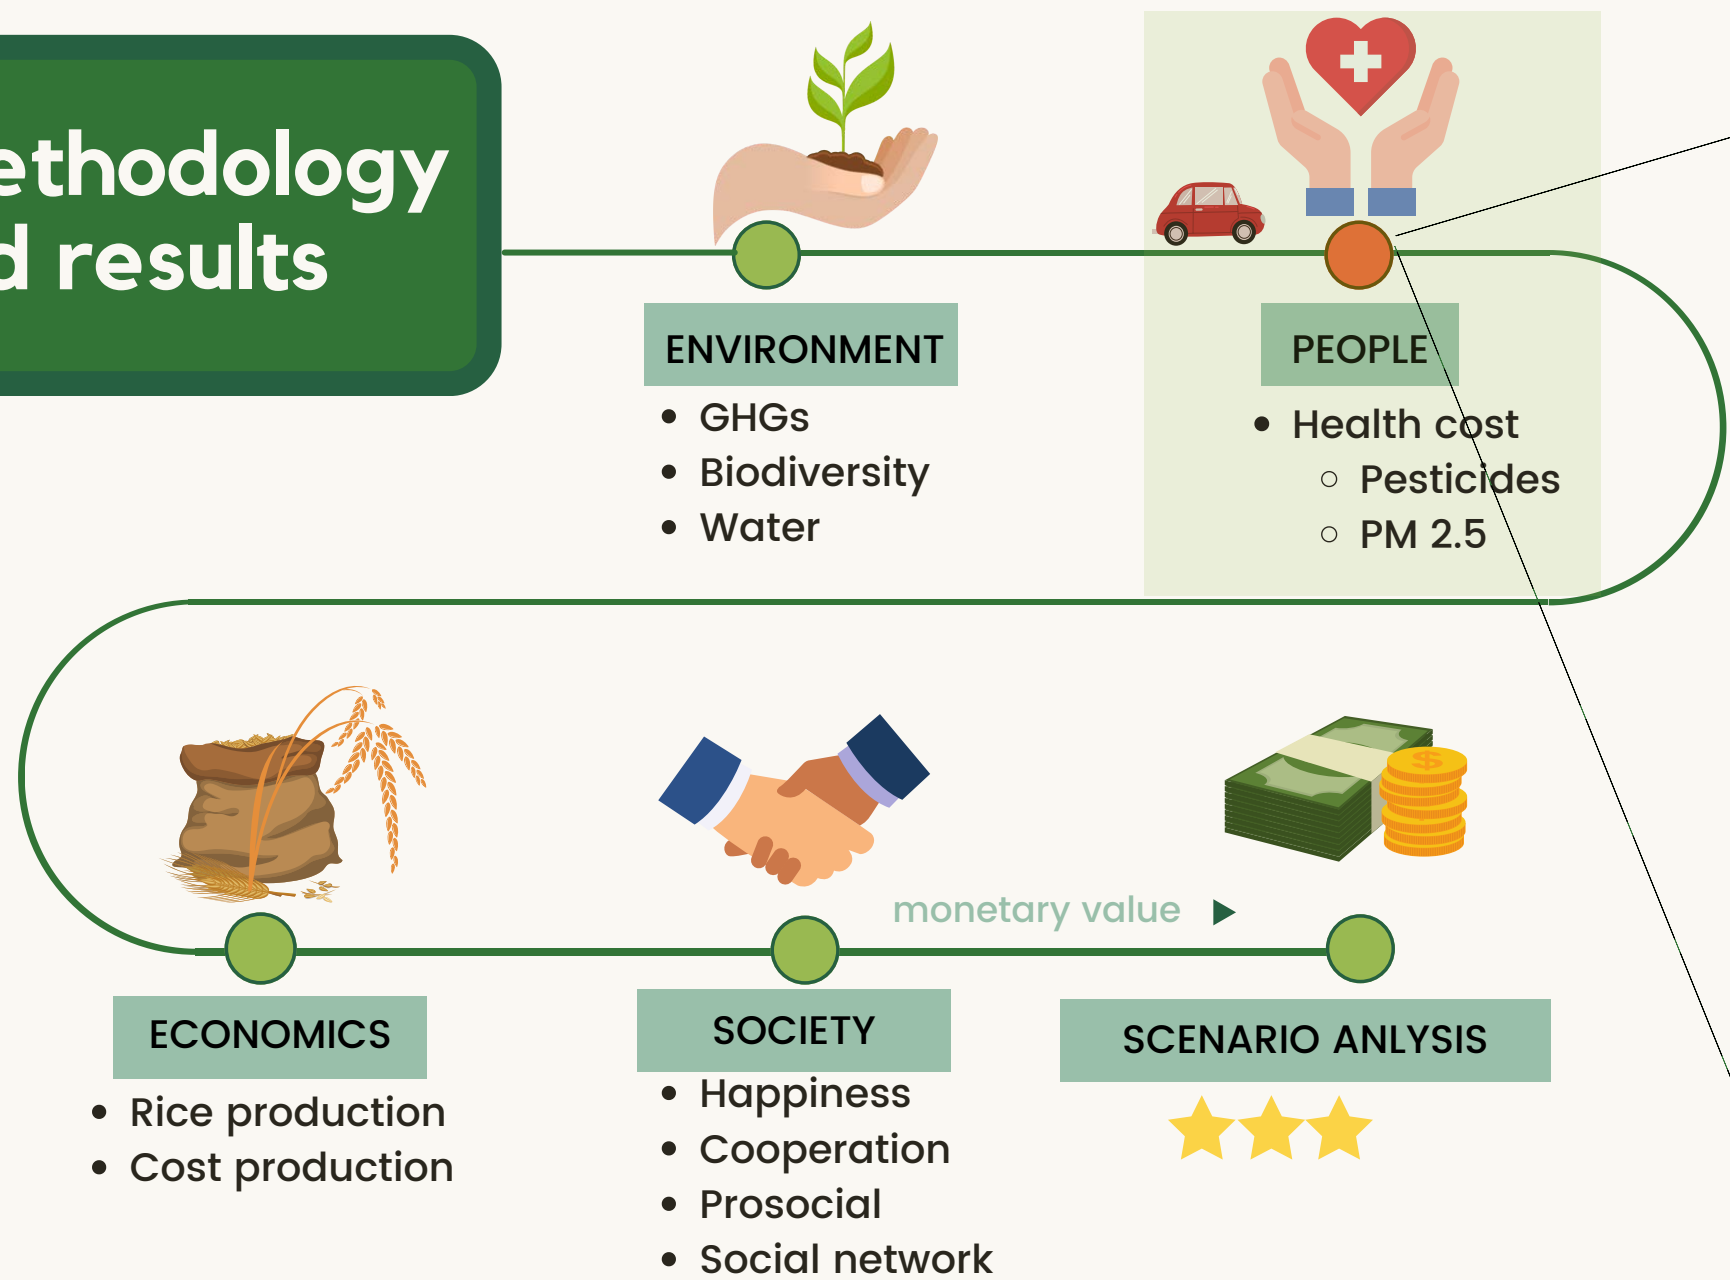 ethodology
d results
ENVIRONMENT
GHGs
Biodiversity
Water
PEOPLE
Health cost
Pesticides
PM 2.5
monetary value
ECONOMICS
Rice production
Cost production
SOCIETY
Happiness
Cooperation
Prosocial
Social network
SCENARIO ANLYSIS